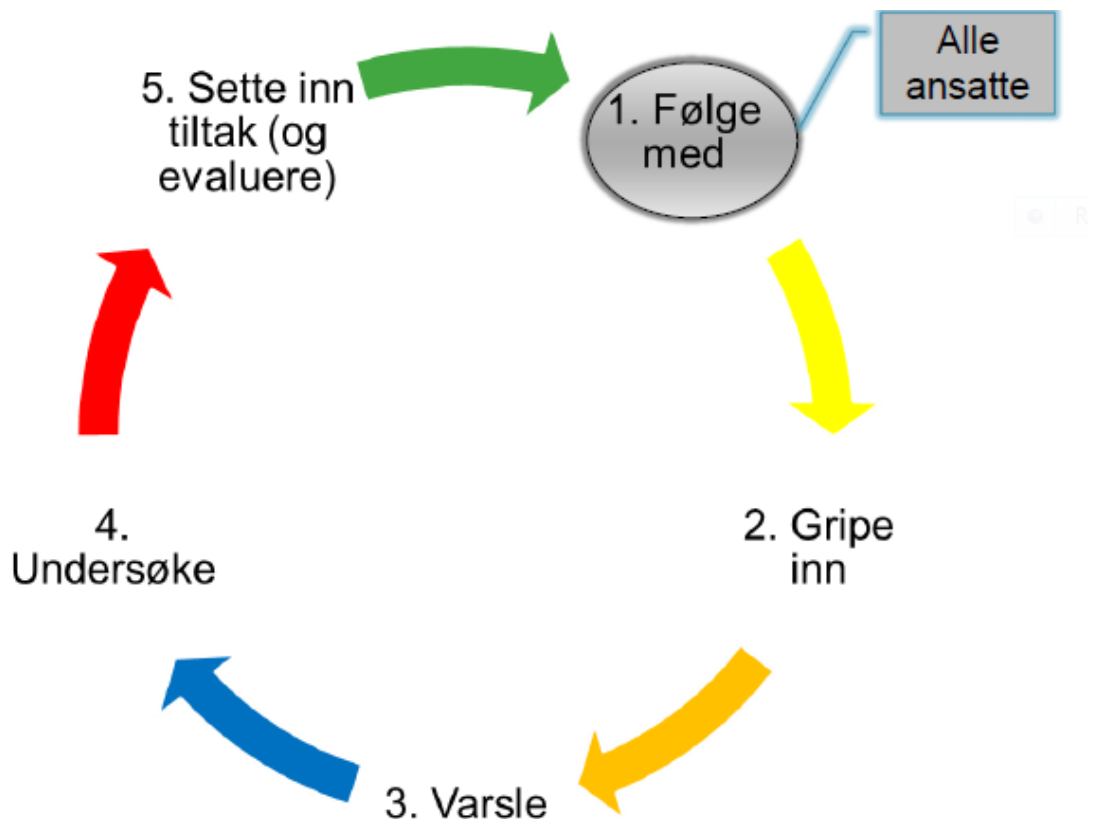 Alle
ansatte
1. Følge
med
2. Gripe
inn
3. Varsle
4.
Undersøke
5. Sette inn
tiltak (og
evaluere)